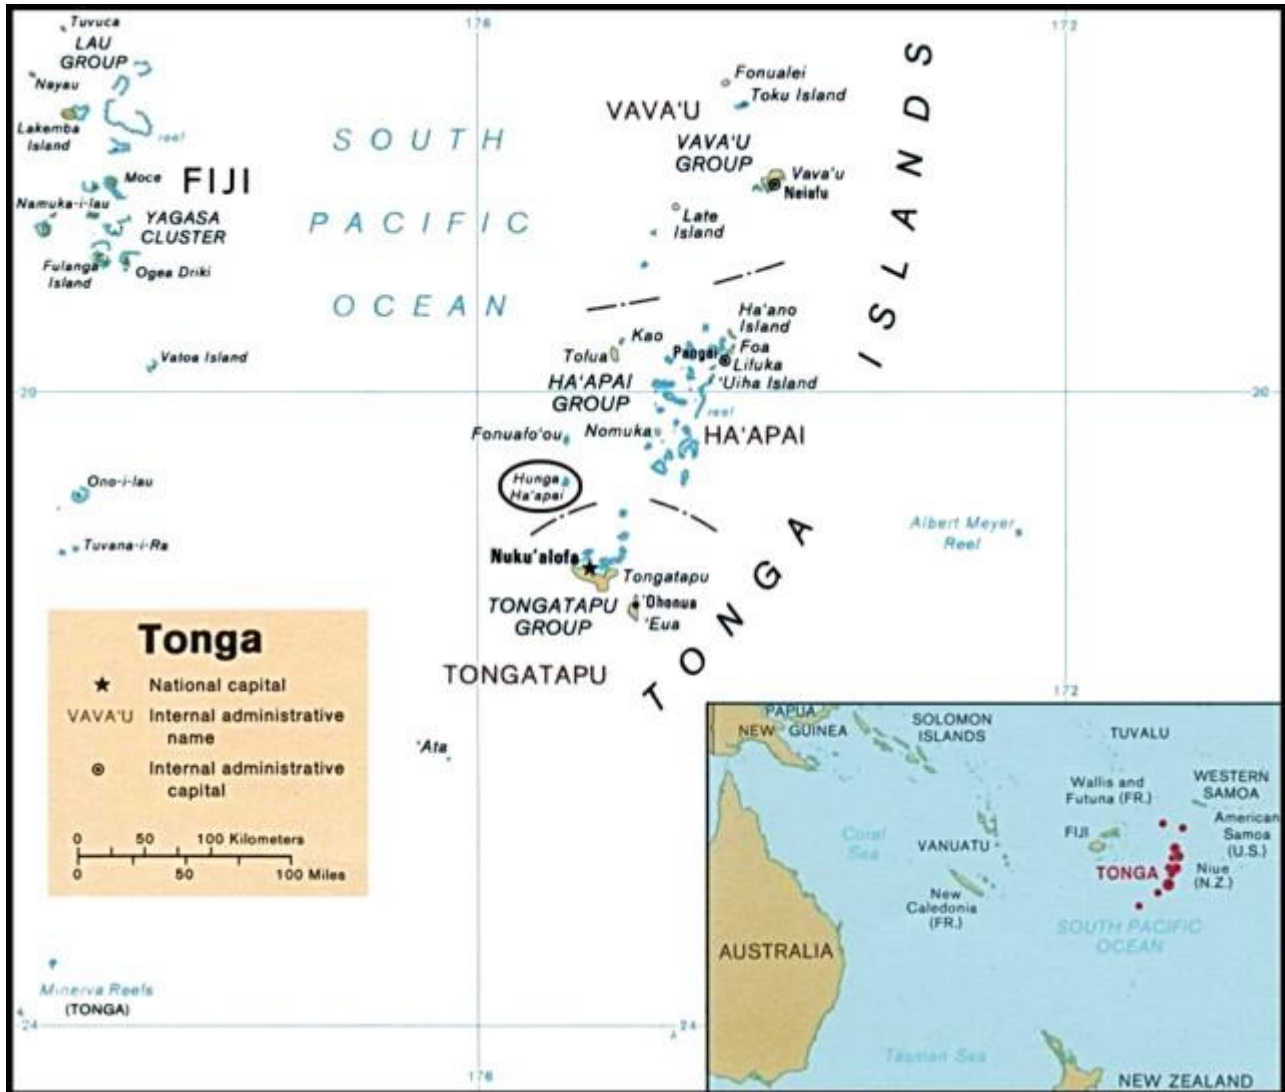 176
172
Tuvuca
LAU
GROUP
Nayau
Lakemba
Island
reef
Moce
FIJI
Namuka-i-lau
YAGASA
CLUSTER
Fulanga
Island
Ogea Driki
Vatoa Island
SOUTH
PACIFIC
OCEAN
Fonualei
Toku Island
VAVA'U
VAVA'U
GROUP
Vava'u
Neiafu
Late
Island
Ha'ano
Island
Kao
Tofua
Pangai
Foa
Lifuka
'Uiha Island
HA'APAI
GROUP
reef
20
20
Fonuafo'ou
Nomuka
HA'APAI
Hunga
Ha'apai
Ono-i-lau
Tuvana-i-Ra
Albert Meyer
Reef
Nuku'alofa
Tongatapu
TONGATAPU
GROUP
'Ohonua
'Eua
TONGATAPU
TONGA ISLANDS
'Ata
Tonga
National capital
VAVA'U Internal administrative
name
Internal administrative
capital
0 50 100 Kilometers
0 50 100 Miles
Minerva Reefs
(TONGA)
24
24
176
172
PAPUA
NEW GUINEA
SOLOMON
ISLANDS
TUVALU
Wallis and
Futuna (FR.)
WESTERN
SAMOA
American
Samoa
(U.S.)
Coral
Sea
VANUATU
FIJI
TONGA
Niue
(N.Z.)
New
Caledonia
(FR.)
SOUTH PACIFIC
OCEAN
AUSTRALIA
Tasman Sea
NEW ZEALAND